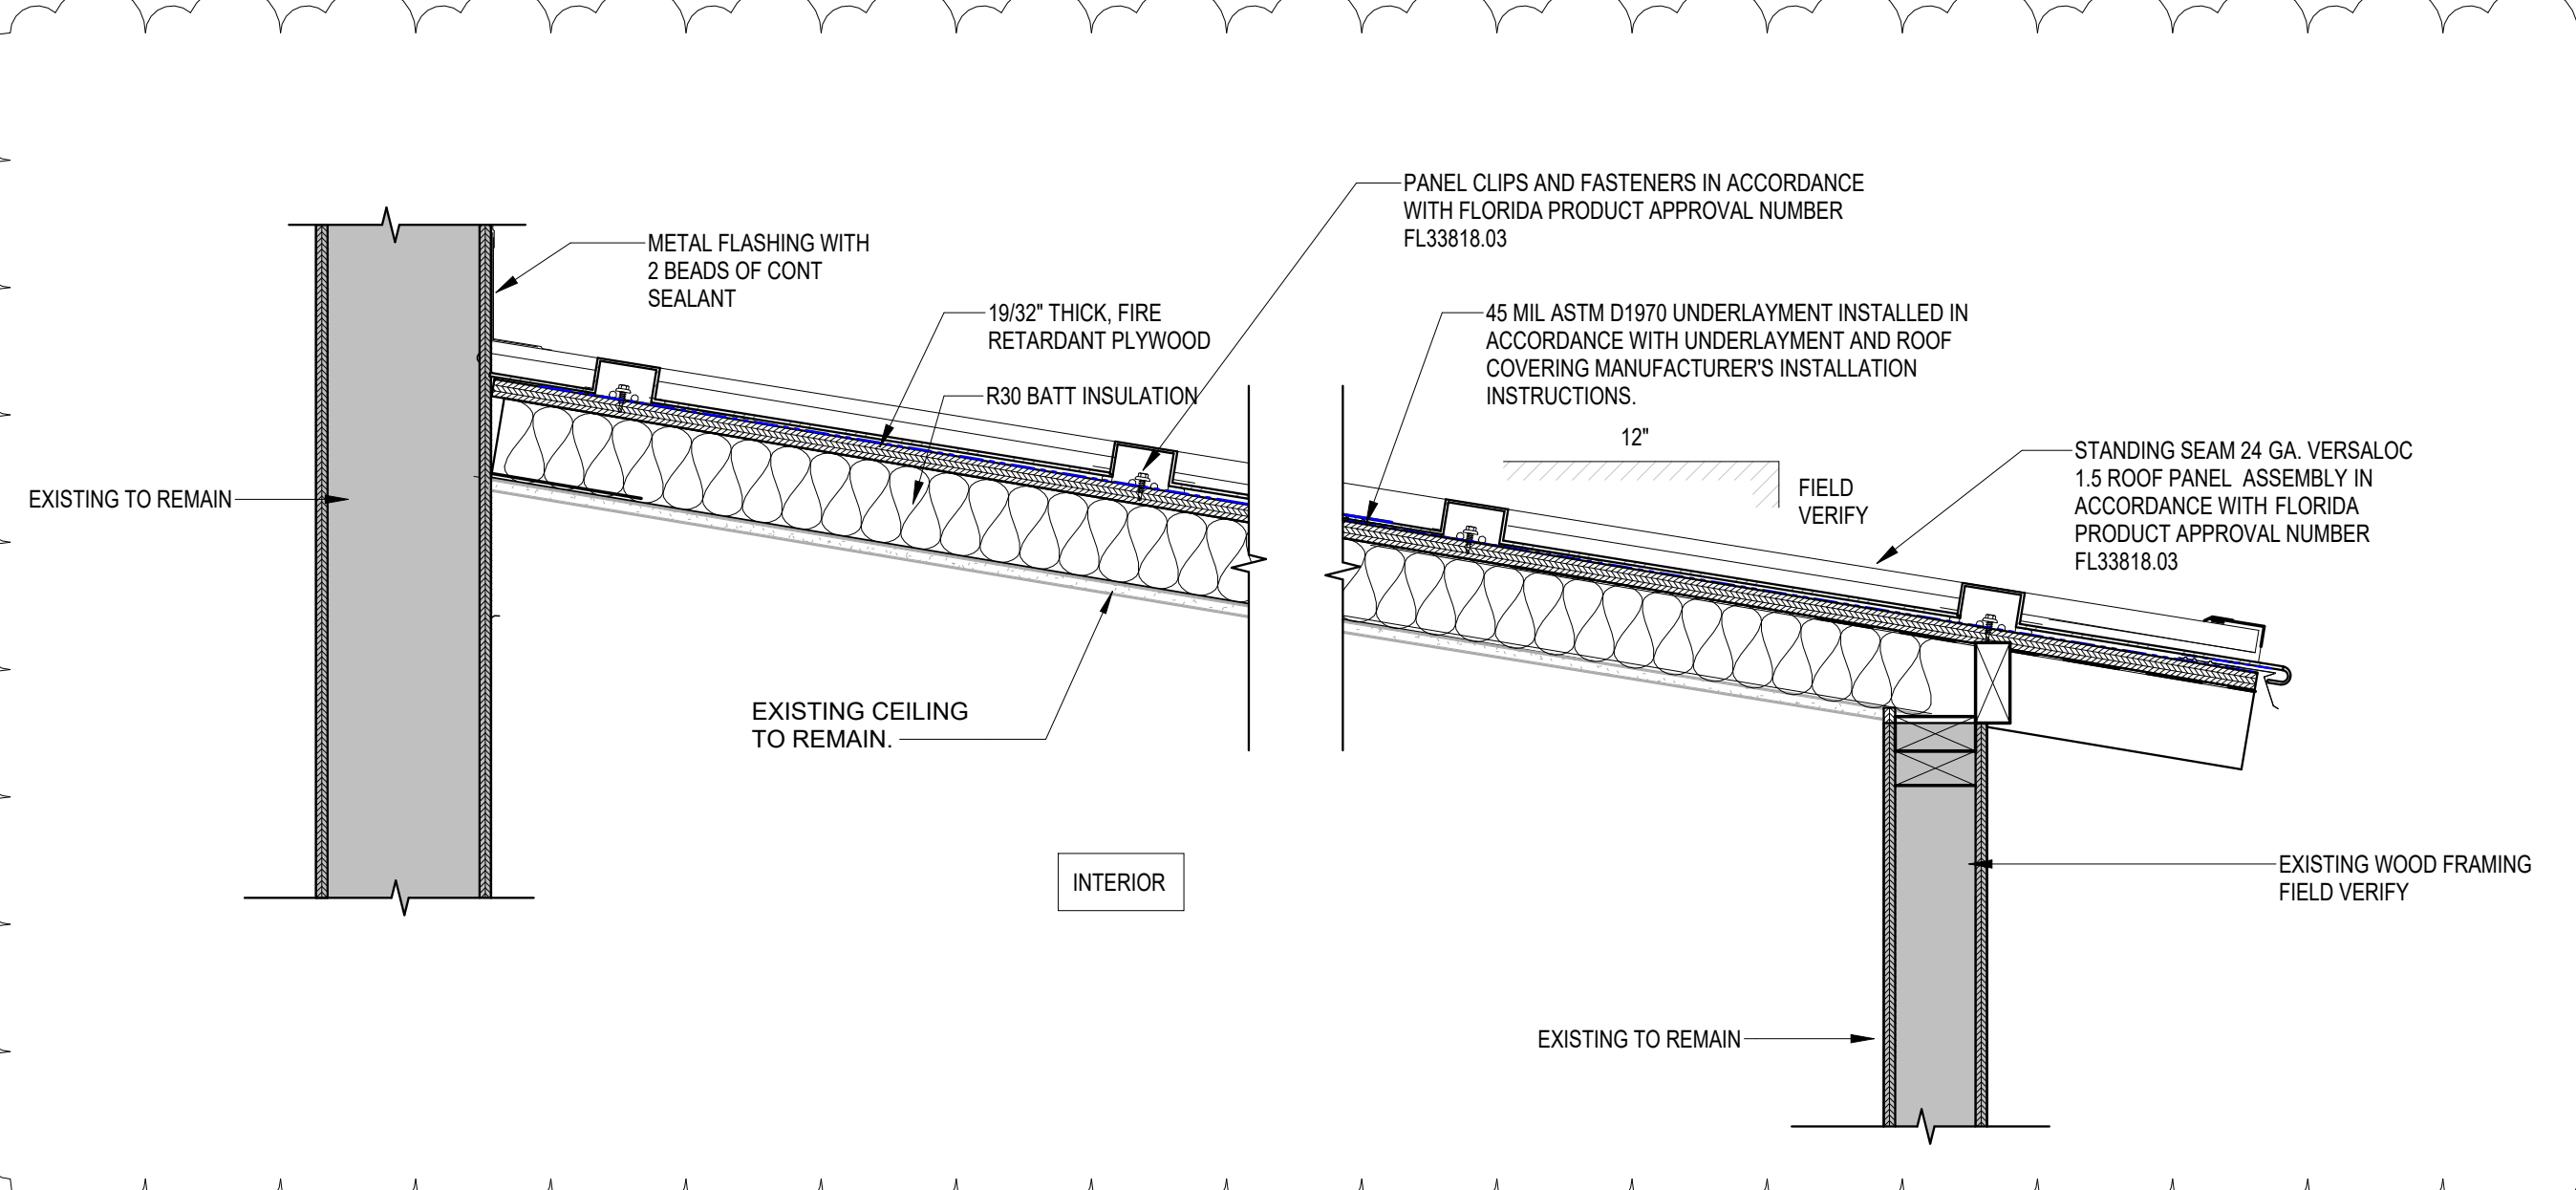 PANEL CLIPS AND FASTENERS IN ACCORDANCE
WITH FLORIDA PRODUCT APPROVAL NUMBER
FL33818.03
METAL FLASHING WITH
2 BEADS OF CONT
SEALANT
19/32" THICK, FIRE
RETARDANT PLYWOOD
R30 BATT INSULATION
45 MIL ASTM D1970 UNDERLAYMENT INSTALLED IN
ACCORDANCE WITH UNDERLAYMENT AND ROOF
COVERING MANUFACTURER'S INSTALLATION
INSTRUCTIONS.
12"
FIELD
VERIFY
STANDING SEAM 24 GA. VERSALOC
1.5 ROOF PANEL ASSEMBLY IN
ACCORDANCE WITH FLORIDA
PRODUCT APPROVAL NUMBER
FL33818.03
EXISTING TO REMAIN
EXISTING CEILING
TO REMAIN.
INTERIOR
EXISTING WOOD FRAMING
FIELD VERIFY
EXISTING TO REMAIN